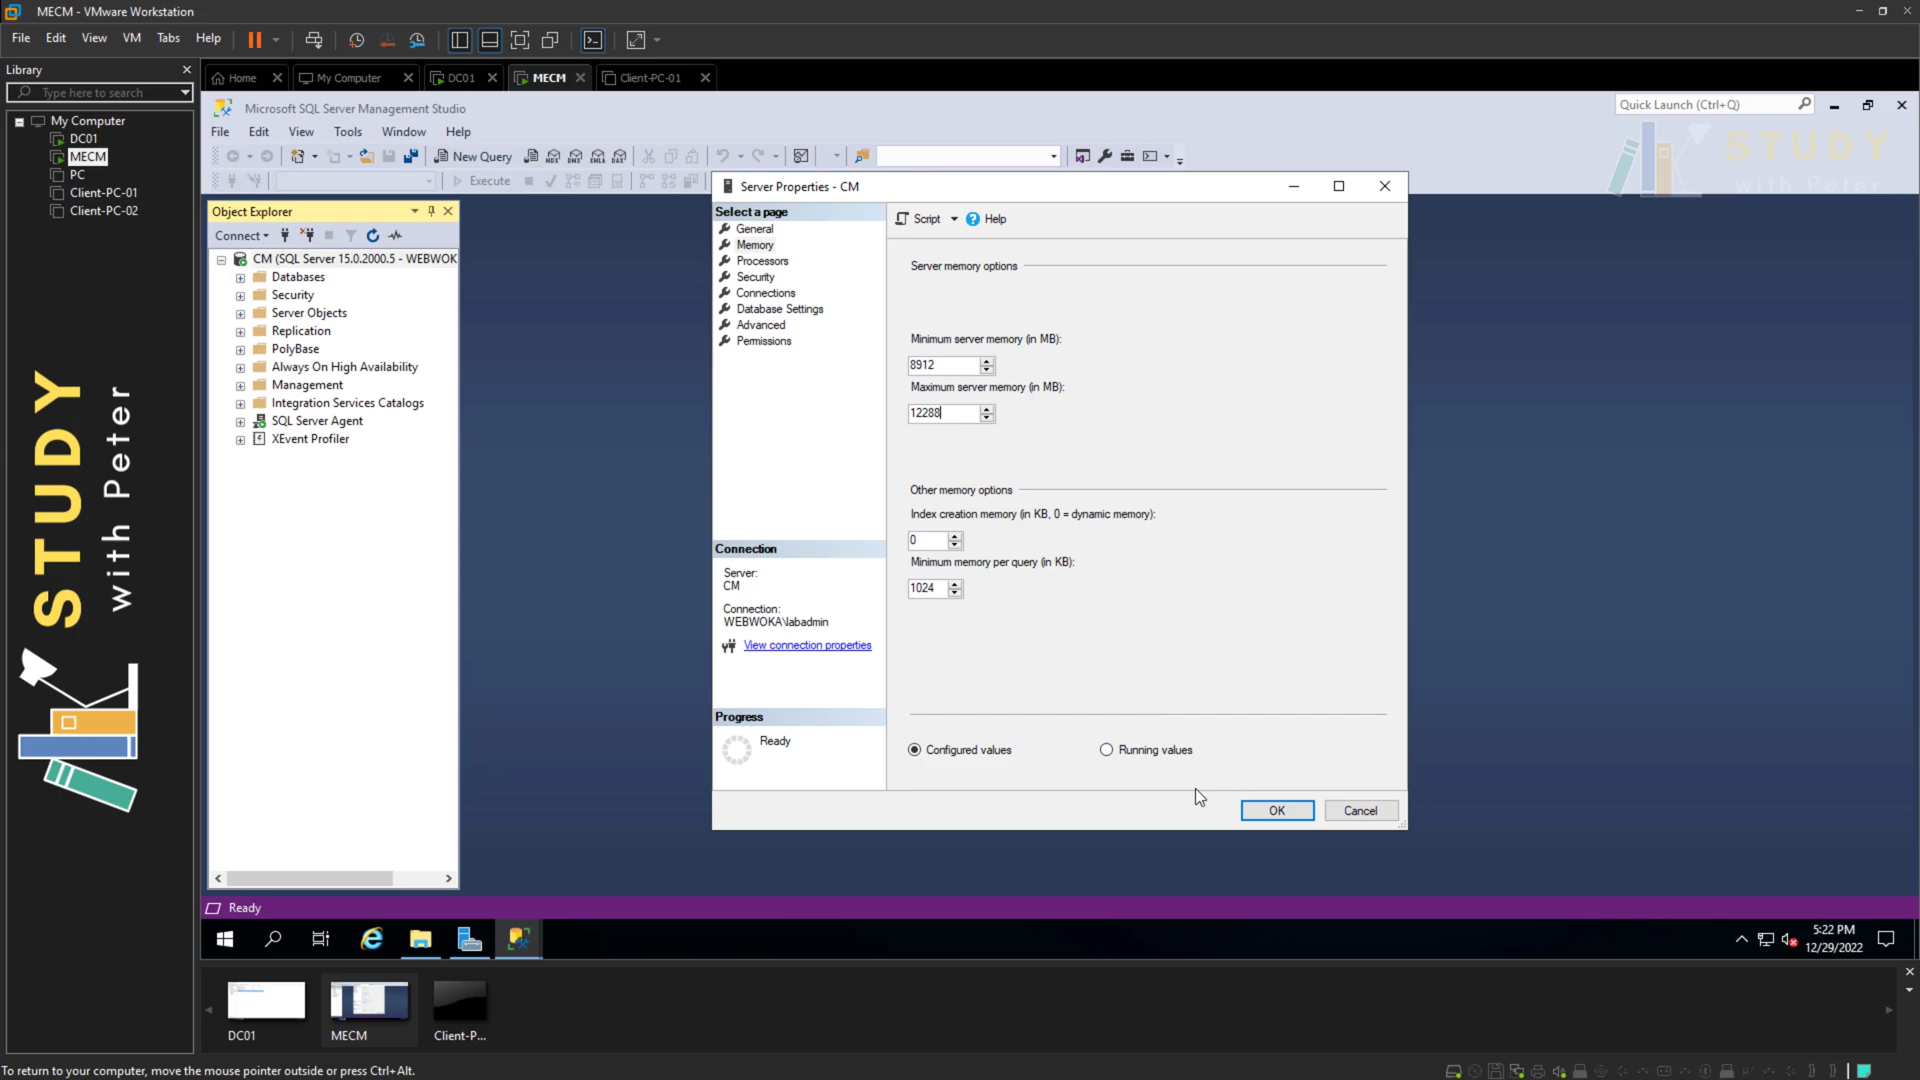 MECM - VMware Workstation
File Edit View VM Tabs Help
Library
Type here to search
My Computer
DC01
MECM
PC
Client-PC-01
Client-PC-02
STUDY
with Peter
Home
My Computer
DC01
MECM
Client-PC-01
Microsoft SQL Server Management Studio
Quick Launch (Ctrl+Q)
File Edit View Tools Window Help
STUDY
with Peter
New Query
MDX
DMX
XMLA
DAX
Execute
Object Explorer
Connect
CM (SQL Server 15.0.2000.5 - WEBWOK
Databases
Security
Server Objects
Replication
PolyBase
Always On High Availability
Management
Integration Services Catalogs
SQL Server Agent
XEvent Profiler
Server Properties - CM
Select a page
General
Memory
Processors
Security
Connections
Database Settings
Advanced
Permissions
Connection
Server:
CM
Connection:
WEBWOKA\labadmin
View connection properties
Progress
Ready
Script
Help
Server memory options
Minimum server memory (in MB):
8912
Maximum server memory (in MB):
12288
Other memory options
Index creation memory (in KB, 0 = dynamic memory):
0
Minimum memory per query (in KB):
1024
Configured values
Running values
OK
Cancel
Ready
5:22 PM
12/29/2022
DC01
MECM
Client-P...
To return to your computer, move the mouse pointer outside or press Ctrl+Alt.